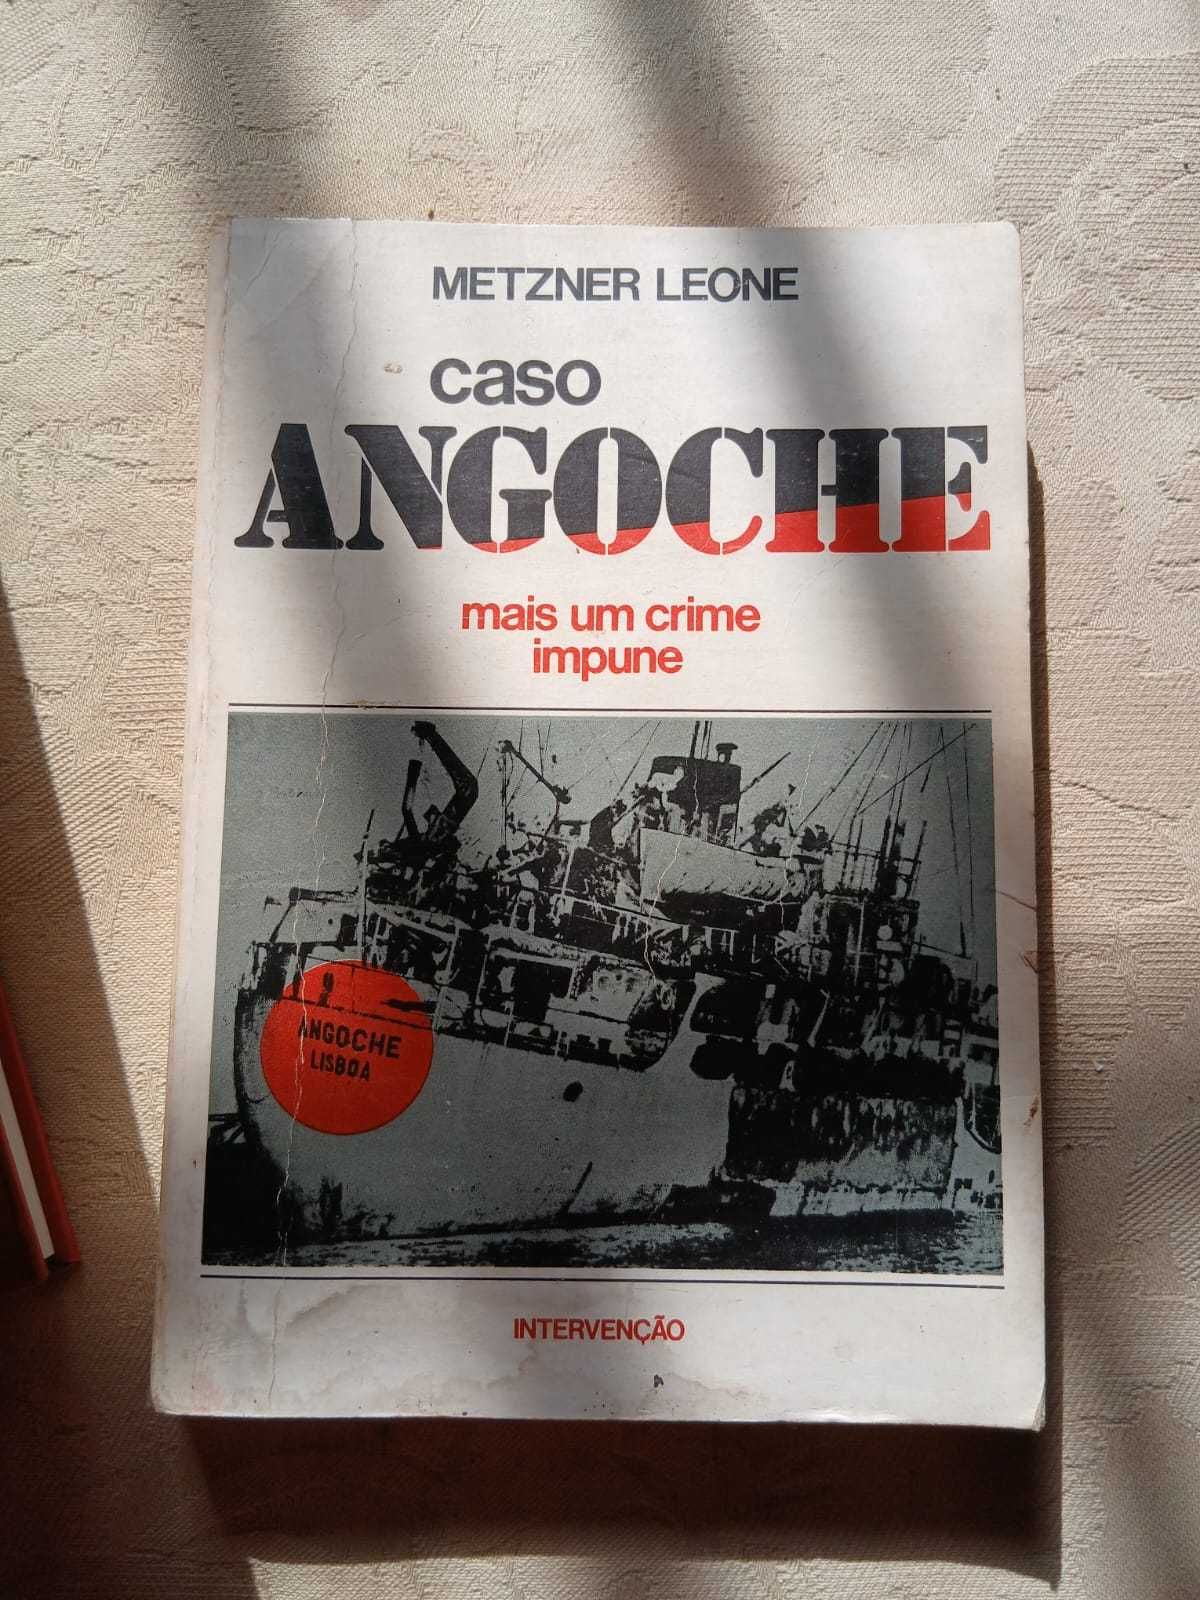 METZNER LEONE
caso
ANGOCHE
mais um crime
impune
ANGOCHE
LISBOA
INTERVENÇÃO